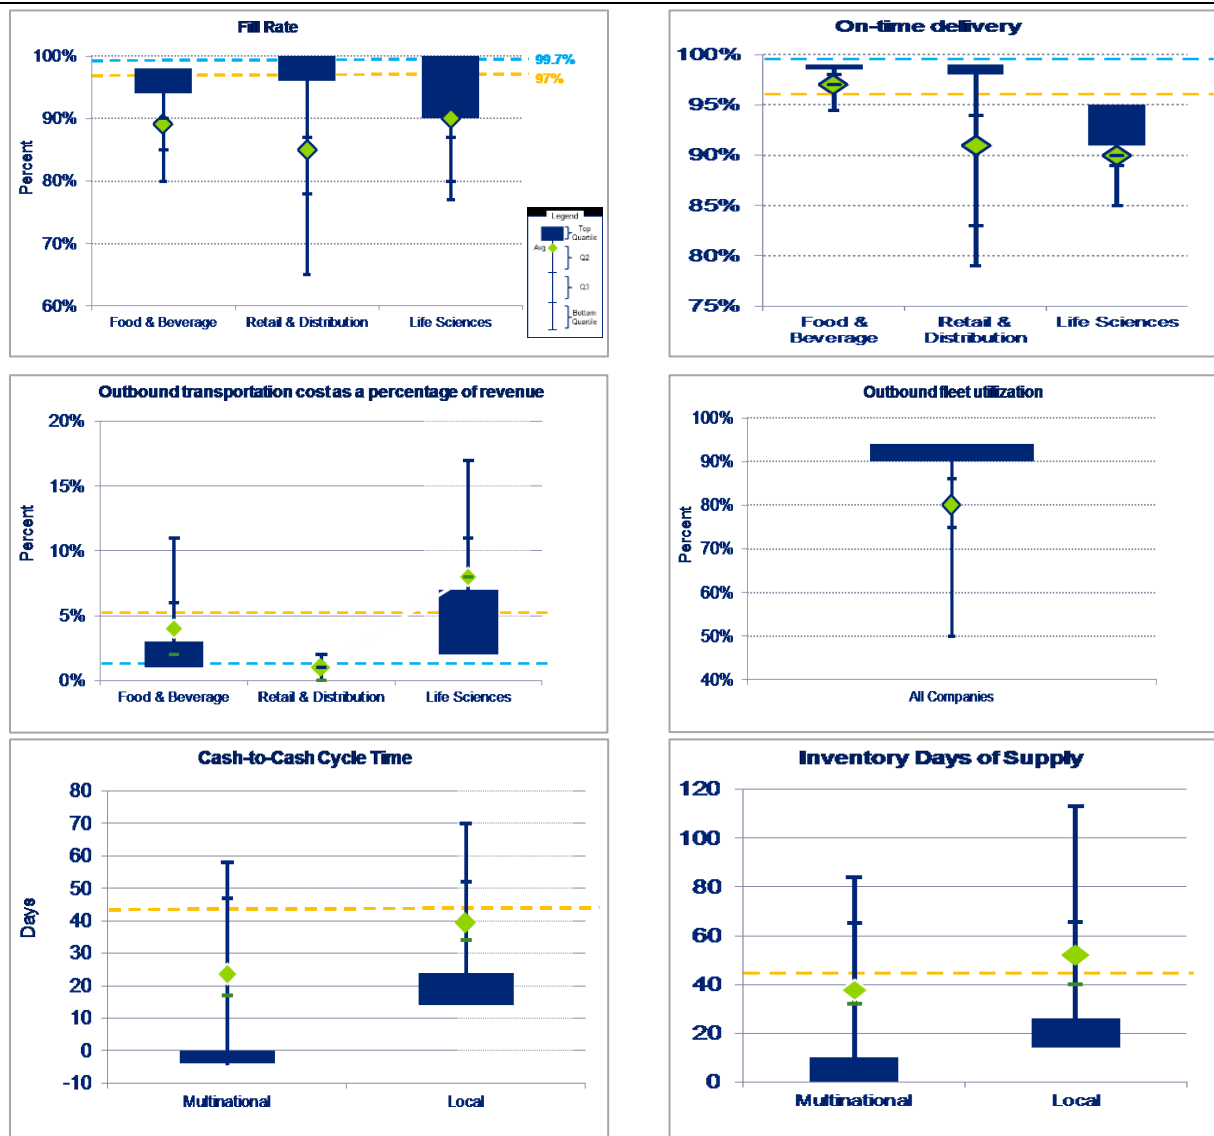 Fill Rate
100%
90%
80%
70%
60%
Percent
99.7%
97%
Food & Beverage
Retail & Distribution
Life Sciences
Legend
Top
Quartile
Avg
Q2
Q3
Bottom
Quartile
On-time delivery
100%
95%
90%
85%
80%
75%
Food &
Beverage
Retail &
Distribution
Life Sciences
Outbound transportation cost as a percentage of revenue
20%
15%
10%
5%
0%
Percent
Food & Beverage
Retail & Distribution
Life Sciences
Outbound fleet utilization
100%
90%
80%
70%
60%
50%
40%
Percent
All Companies
Cash-to-Cash Cycle Time
80
70
60
50
40
30
20
10
0
-10
Days
Multinational
Local
Inventory Days of Supply
120
100
80
60
40
20
0
Multinational
Local